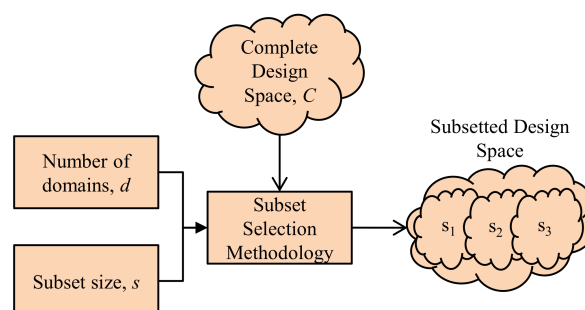 Complete
Design
Space, C
Number of
domains, d
Subset size, s
Subset
Selection
Methodology
Subsetted Design
Space
s1 s2 s3